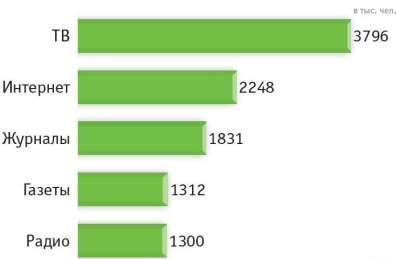 в тыс. чел.
ТВ 3796
Интернет 2248
Журналы 1831
Газеты 1312
Радио 1300